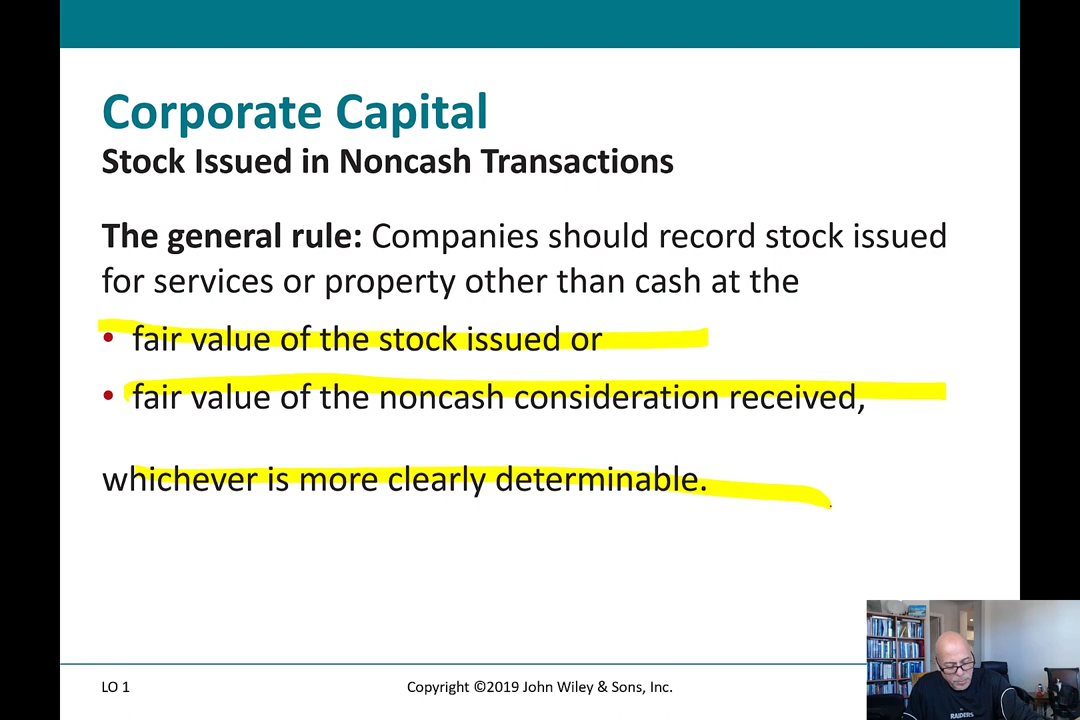 Corporate Capital
Stock Issued in Noncash Transactions
The general rule: Companies should record stock issued
for services or property other than cash at the
• fair value of the stock issued or
• fair value of the noncash consideration received,
whichever is more clearly determinable.
LO 1
Copyright ©2019 John Wiley & Sons, Inc.
RAIDERS